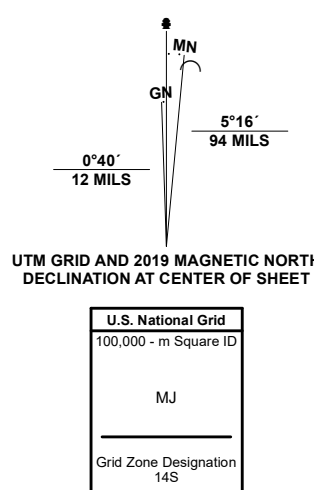 MN
GN
5°16´
94 MILS
0°40´
12 MILS
UTM GRID AND 2019 MAGNETIC NORTH
DECLINATION AT CENTER OF SHEET
U.S. National Grid
100,000 - m Square ID
MJ
Grid Zone Designation
14S